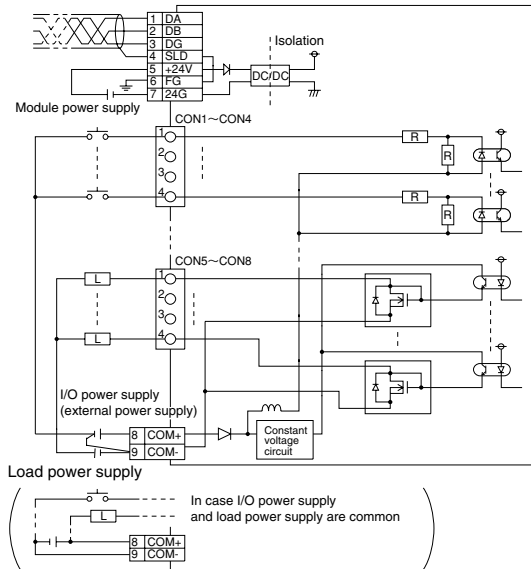 1 DA
2 DB
3 DG
4 SLD
5 +24V
6 FG
7 24G
Isolation
DC/DC
Module power supply
CON1～CON4
1
2
3
4
R
R
R
R
CON5～CON8
1
2
3
4
L
L
I/O power supply
(external power supply)
8 COM+
9 COM-
Constant
voltage
circuit
Load power supply
In case I/O power supply
and load power supply are common
L
8 COM+
9 COM-